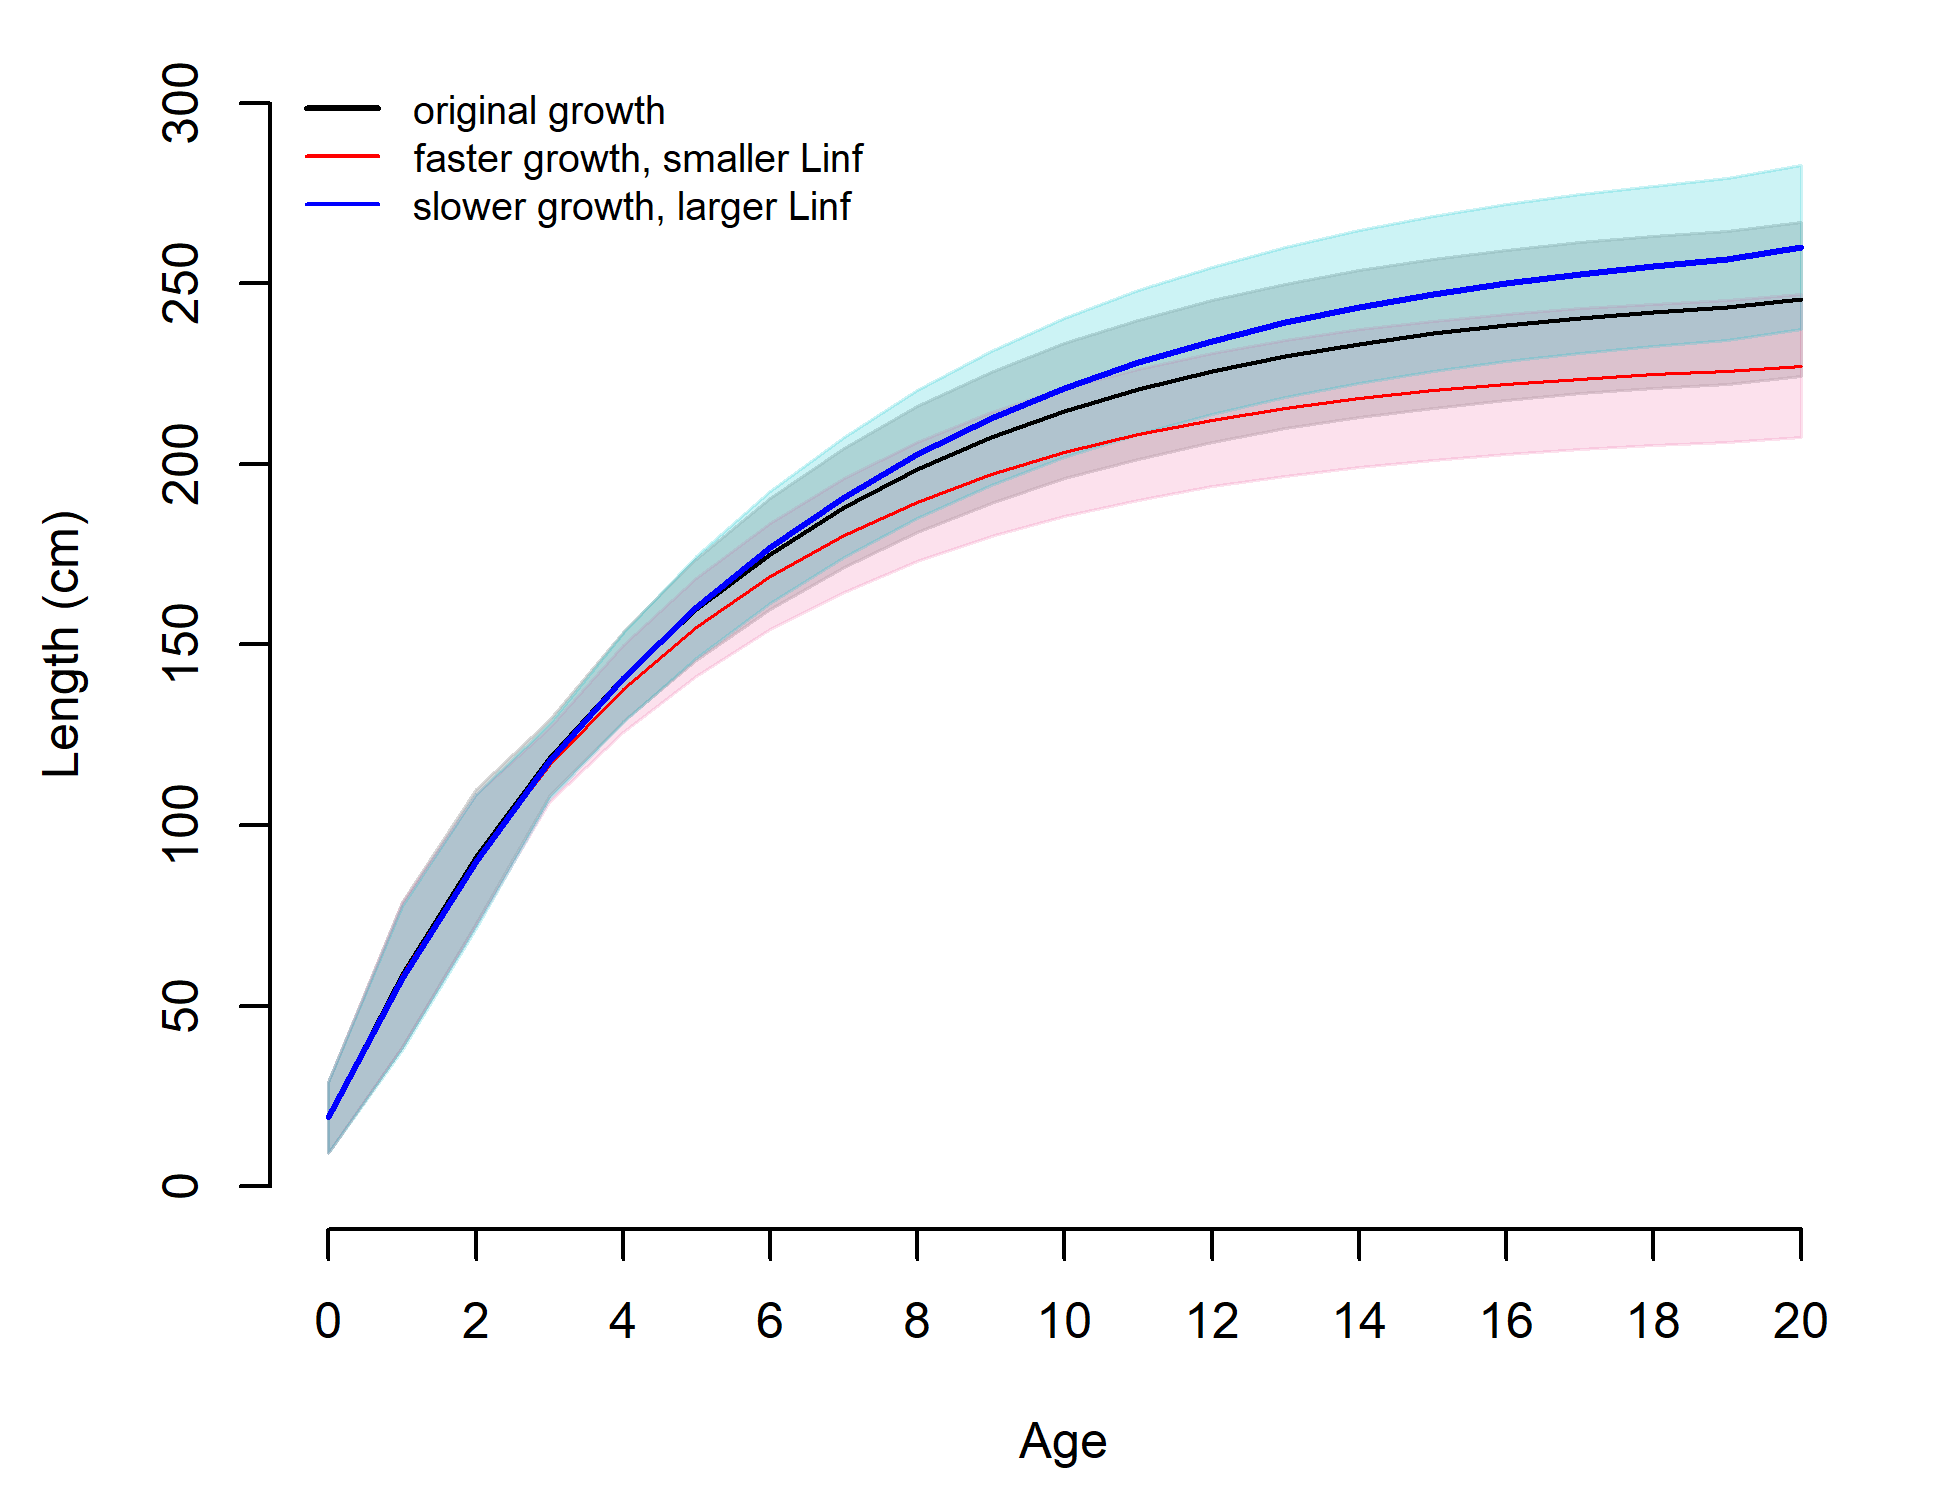 original growth
faster growth, smaller Linf
slower growth, larger Linf
Length (cm)
300
250
200
150
100
50
0
0 2 4 6 8 10 12 14 16 18 20
Age